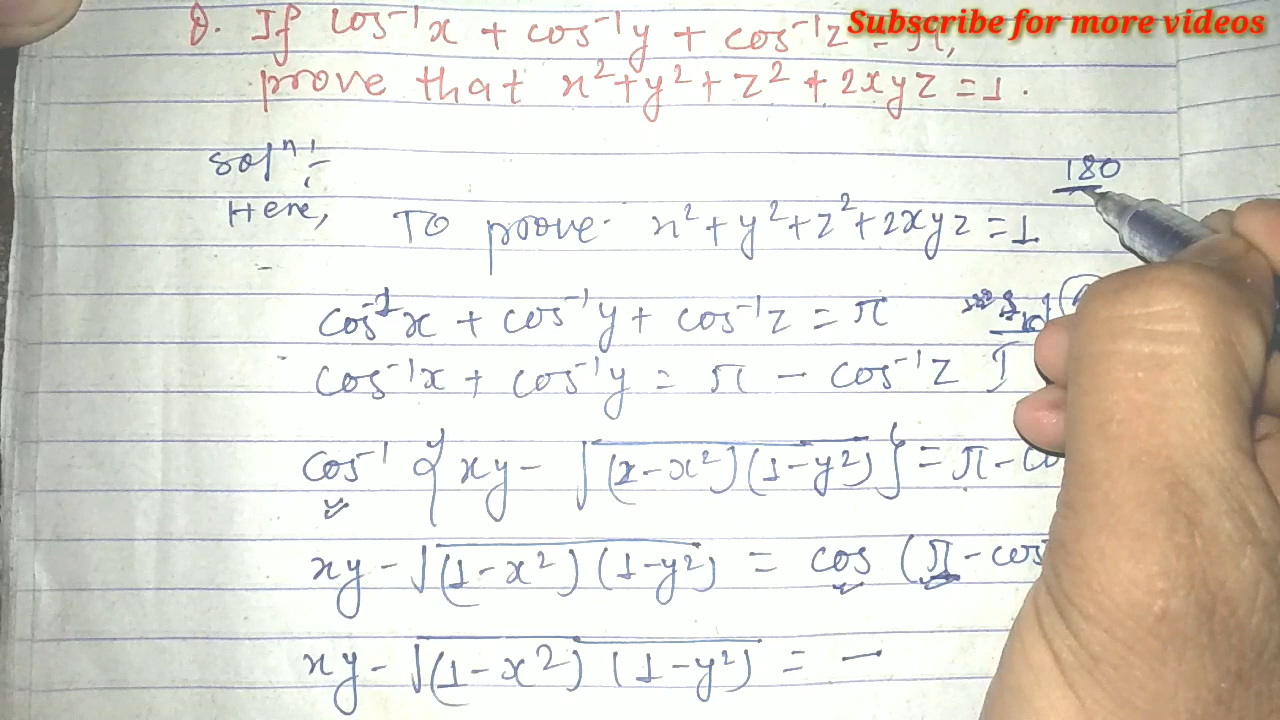 Subscribe for more videos
Q. If cos⁻¹x + cos⁻¹y + cos⁻¹z = π,
prove that x² + y² + z² + 2xyz = 1.
Solⁿ:-
180
Here, To prove. x² + y² + z² + 2xyz = 1
cos⁻¹x + cos⁻¹y + cos⁻¹z = π
cos⁻¹x + cos⁻¹y = π - cos⁻¹z
cos⁻¹ { xy - √(1-x²)(1-y²) } = π - co
xy - √(1-x²)(1-y²) = cos (π - cos
xy - √(1-x²)(1-y²) = -